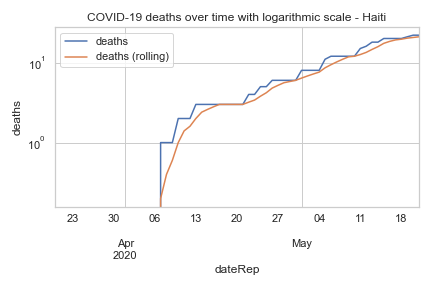 COVID-19 deaths over time with logarithmic scale - Haiti
deaths
deaths (rolling)
10¹
10⁰
deaths
23 30 06 13 20 27 04 11 18
Apr May
2020
dateRep